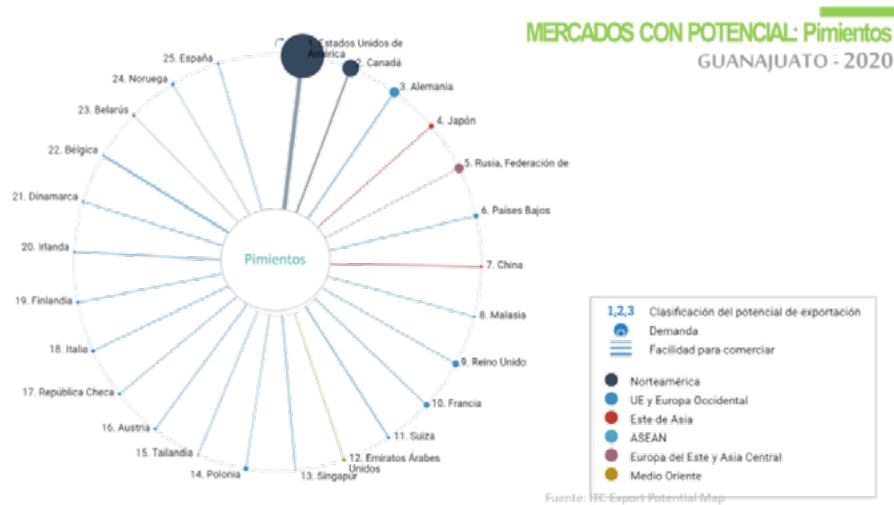 MERCADOS CON POTENCIAL: Pimientos
GUANAJUATO - 2020
1. Estados Unidos de
América
2. Canadá
3. Alemania
4. Japón
5. Rusia, Federación de
6. Países Bajos
7. China
8. Malasia
9. Reino Unido
10. Francia
11. Suiza
12. Emiratos Árabes
Unidos
13. Singapur
14. Polonia
15. Tailandia
16. Austria
17. República Checa
18. Italia
19. Finlandia
20. Irlanda
21. Dinamarca
22. Bélgica
23. Belarús
24. Noruega
25. España
Pimientos
1,2,3 Clasificación del potencial de exportación
Demanda
Facilidad para comerciar
Norteamérica
UE y Europa Occidental
Este de Asia
ASEAN
Europa del Este y Asia Central
Medio Oriente
Fuente: ITC Export Potential Map